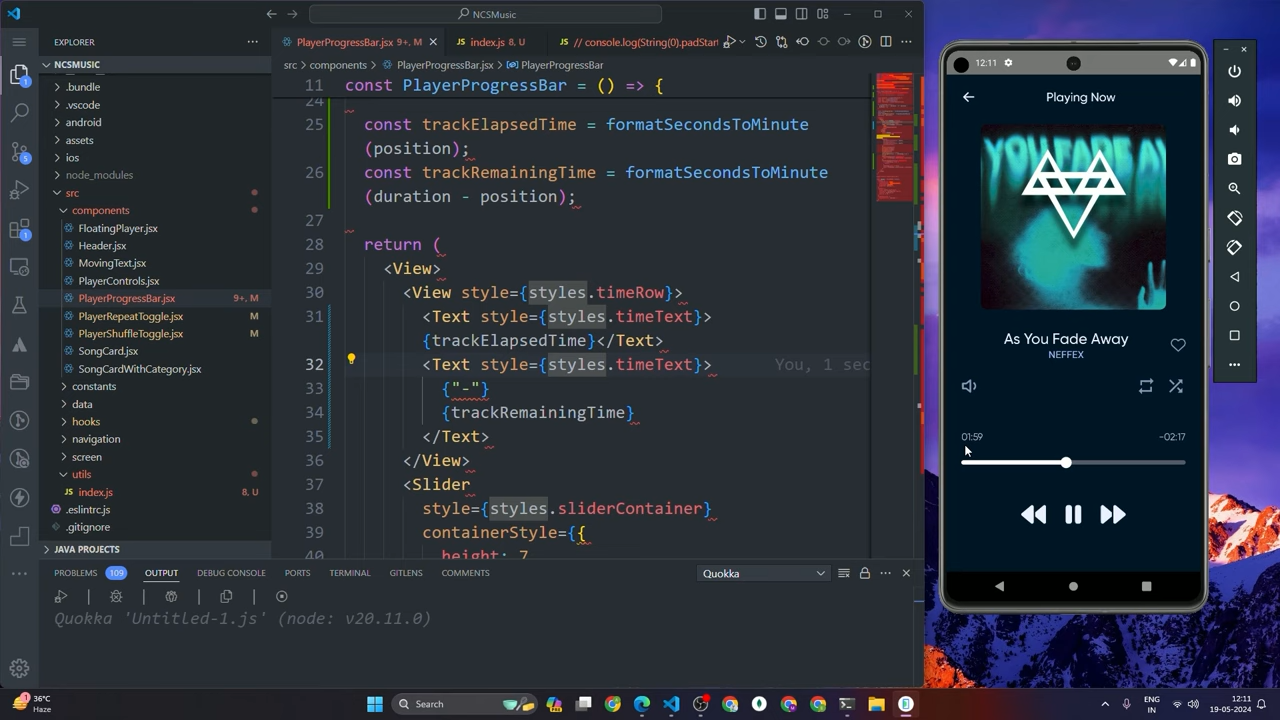 NCSMusic
EXPLORER
PlayerProgressBar.jsx 9+, M
index.js 8, U
// console.log(String(0).padStart
NCSMUSIC
src > components > PlayerProgressBar.jsx > PlayerProgressBar
.bundle
.vscode
android
assets
ios
node_modules
src
components
FloatingPlayer.jsx
Header.jsx
MovingText.jsx
PlayerControls.jsx
PlayerProgressBar.jsx 9+, M
PlayerRepeatToggle.jsx M
PlayerShuffleToggle.jsx M
SongCard.jsx
SongCardWithCategory.jsx
constants
data
hooks
navigation
screen
utils
index.js 8, U
.eslintrc.js
.gitignore
JAVA PROJECTS
11 const PlayerProgressBar = () => {
24
25 const trackElapsedTime = formatSecondsToMinute
(position);
26 const trackRemainingTime = formatSecondsToMinute
(duration - position);
27
28 return (
29 <View>
30 <View style={styles.timeRow}>
31 <Text style={styles.timeText}>
{trackElapsedTime}</Text>
32 <Text style={styles.timeText}> You, 1 sec
33 {"-"}
34 {trackRemainingTime}
35 </Text>
36 </View>
37 <Slider
38 style={styles.sliderContainer}
39 containerStyle={{
40 height: 7
PROBLEMS 109 OUTPUT DEBUG CONSOLE PORTS TERMINAL GITLENS COMMENTS
Quokka
Quokka 'Untitled-1.js' (node: v20.11.0)
12:11
Playing Now
YOU FADE A
As You Fade Away
NEFFEX
01:59
-02:17
36°C
Haze
Search
ENG
IN
12:11
19-05-2024